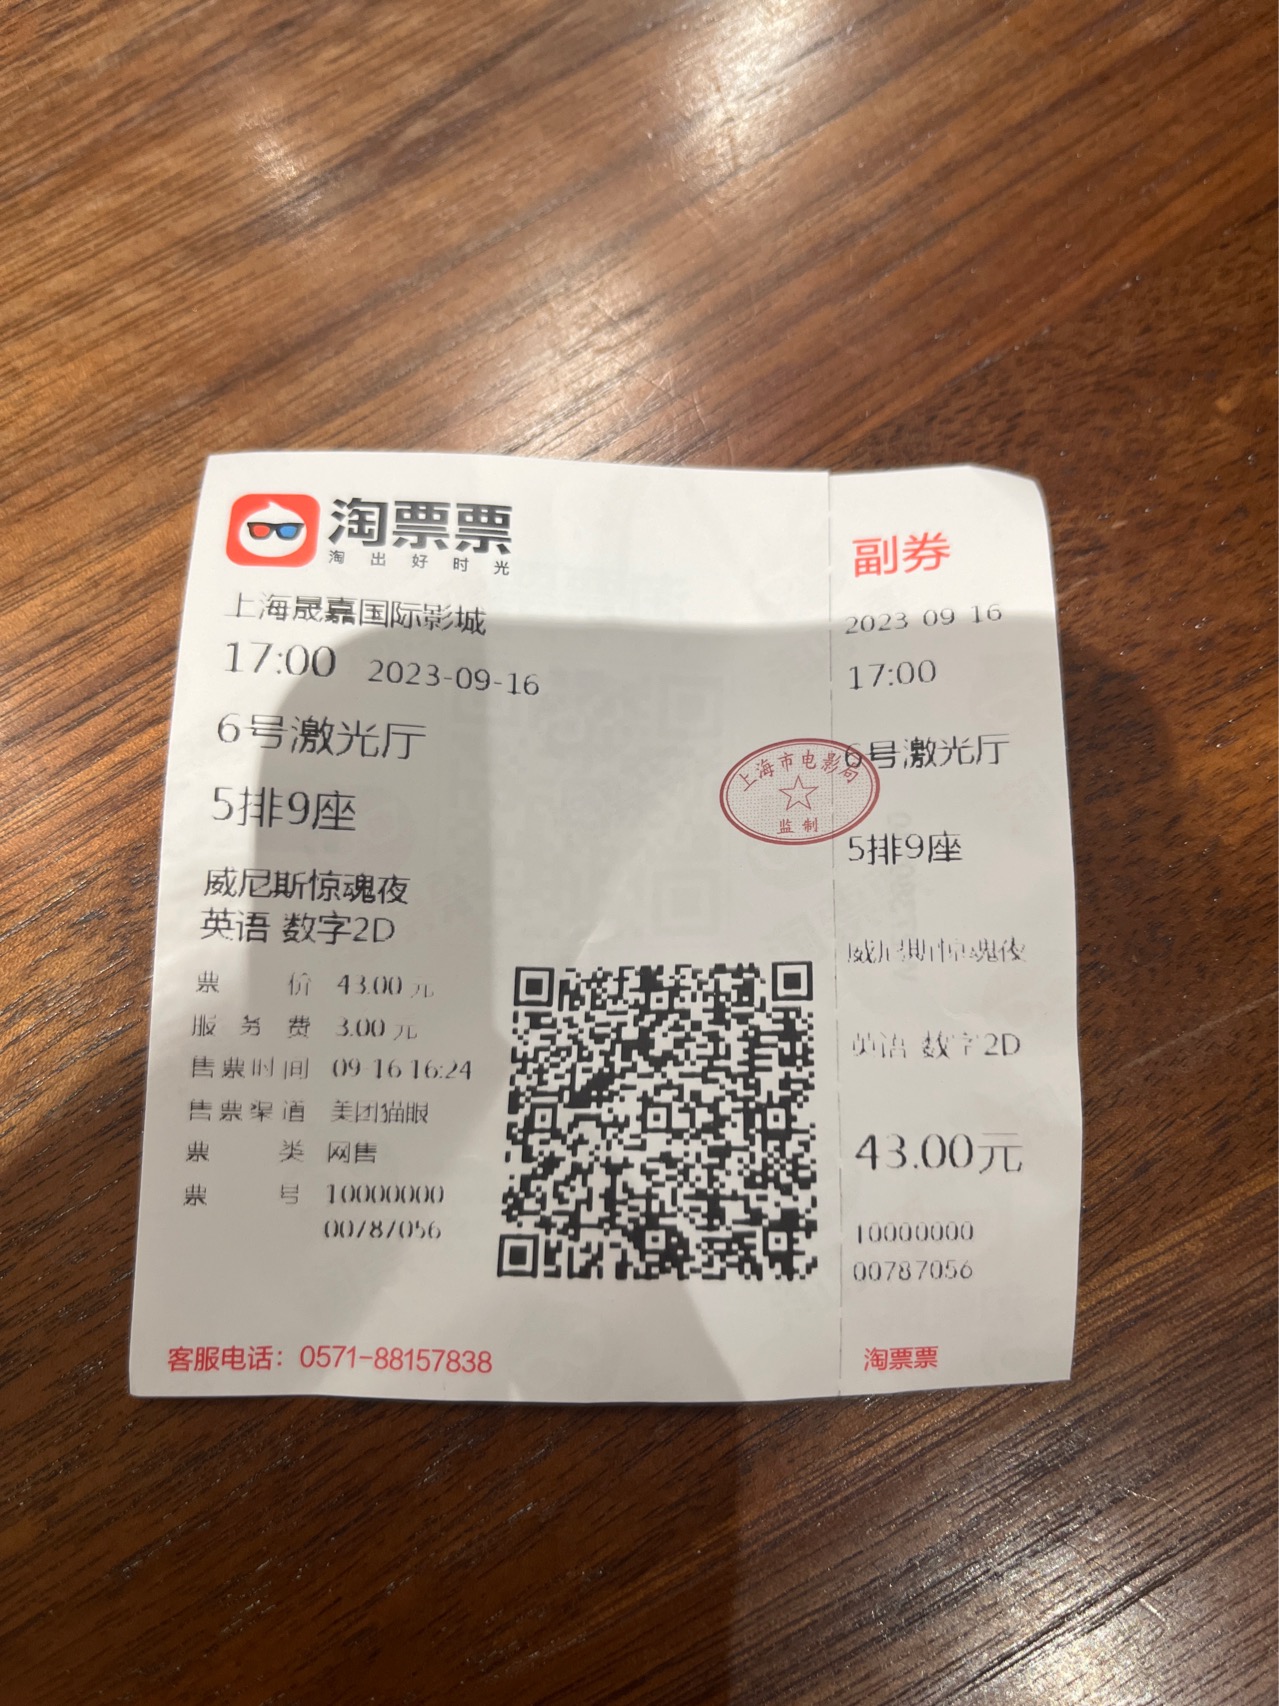 淘票票
淘出好时光
上海晟嘉国际影城
17:00 2023-09-16
6号激光厅
5排9座
威尼斯惊魂夜
英语 数字2D
票价 43.00元
服务费 3.00元
售票时间 09-16 16:24
售票渠道 美团猫眼
票类 网售
票号 10000000
00787056
客服电话：0571-88157838
上海市电影局
监制
副券
2023 09 16
17:00
6号激光厅
5排9座
威尼斯惊魂夜
英语 数字2D
43.00元
10000000
00787056
淘票票